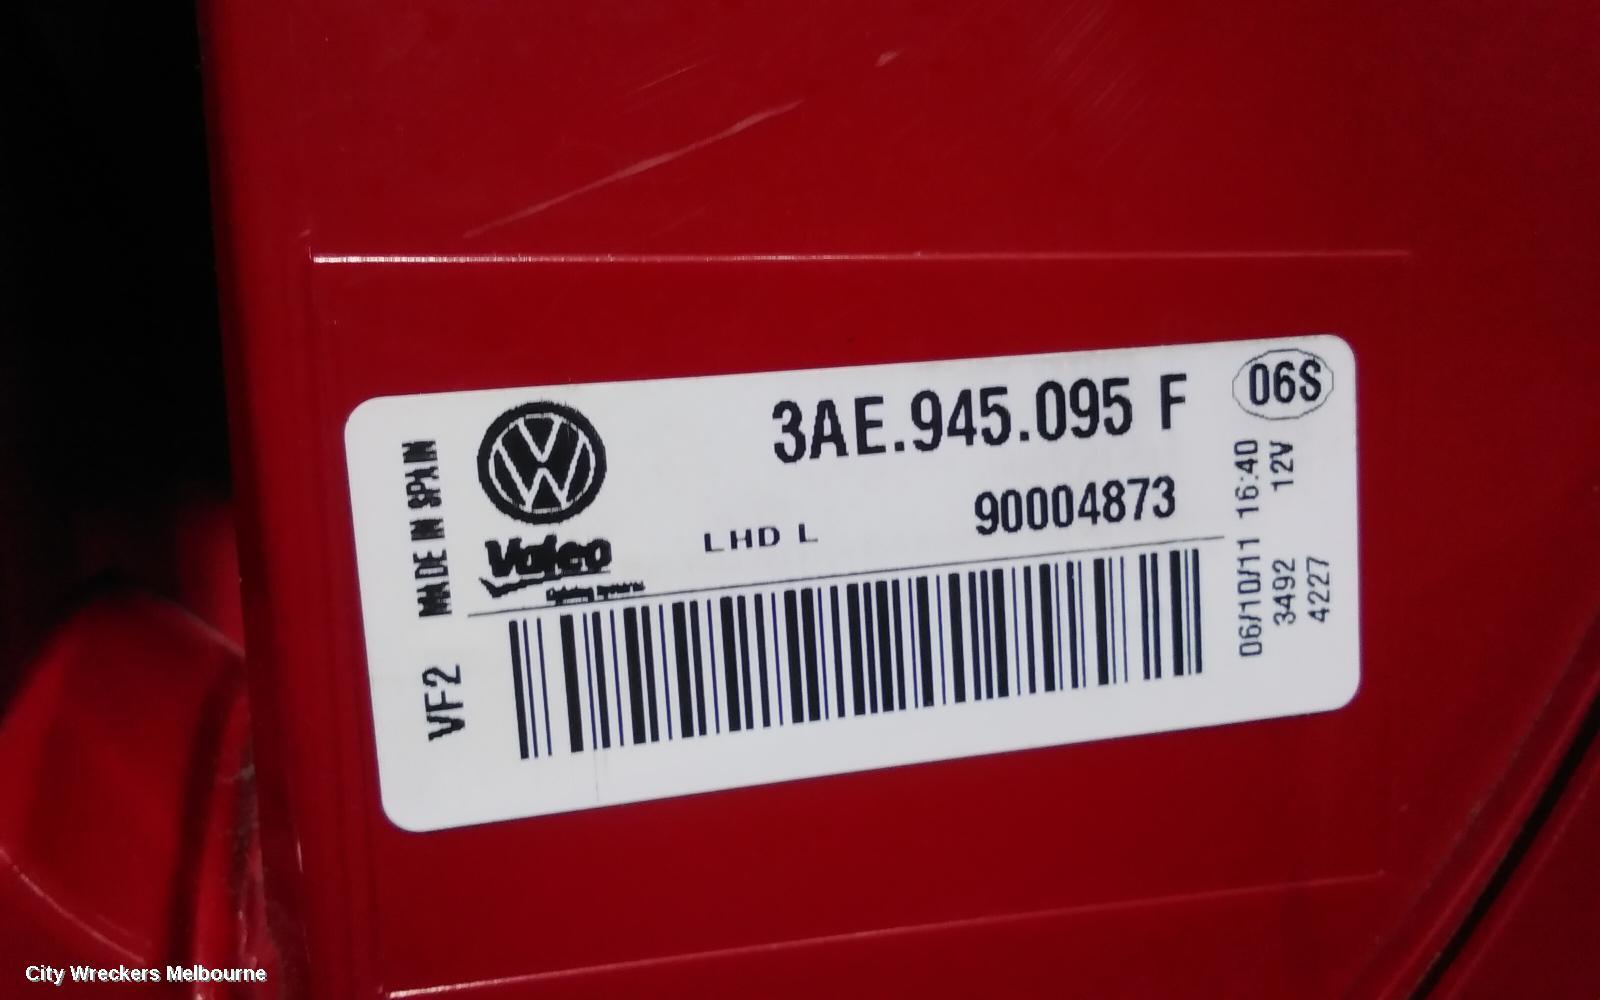 06S
3AE.945.095 F
90004873
LHD L
Valeo
MADE IN SPAIN
VF2
06/10/11 16:40
3492 12V
4227
City Wreckers Melbourne